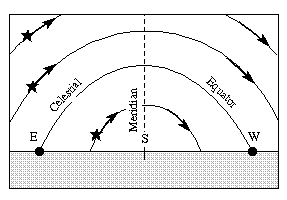 Celestial
Equator
Meridian
E
S
W